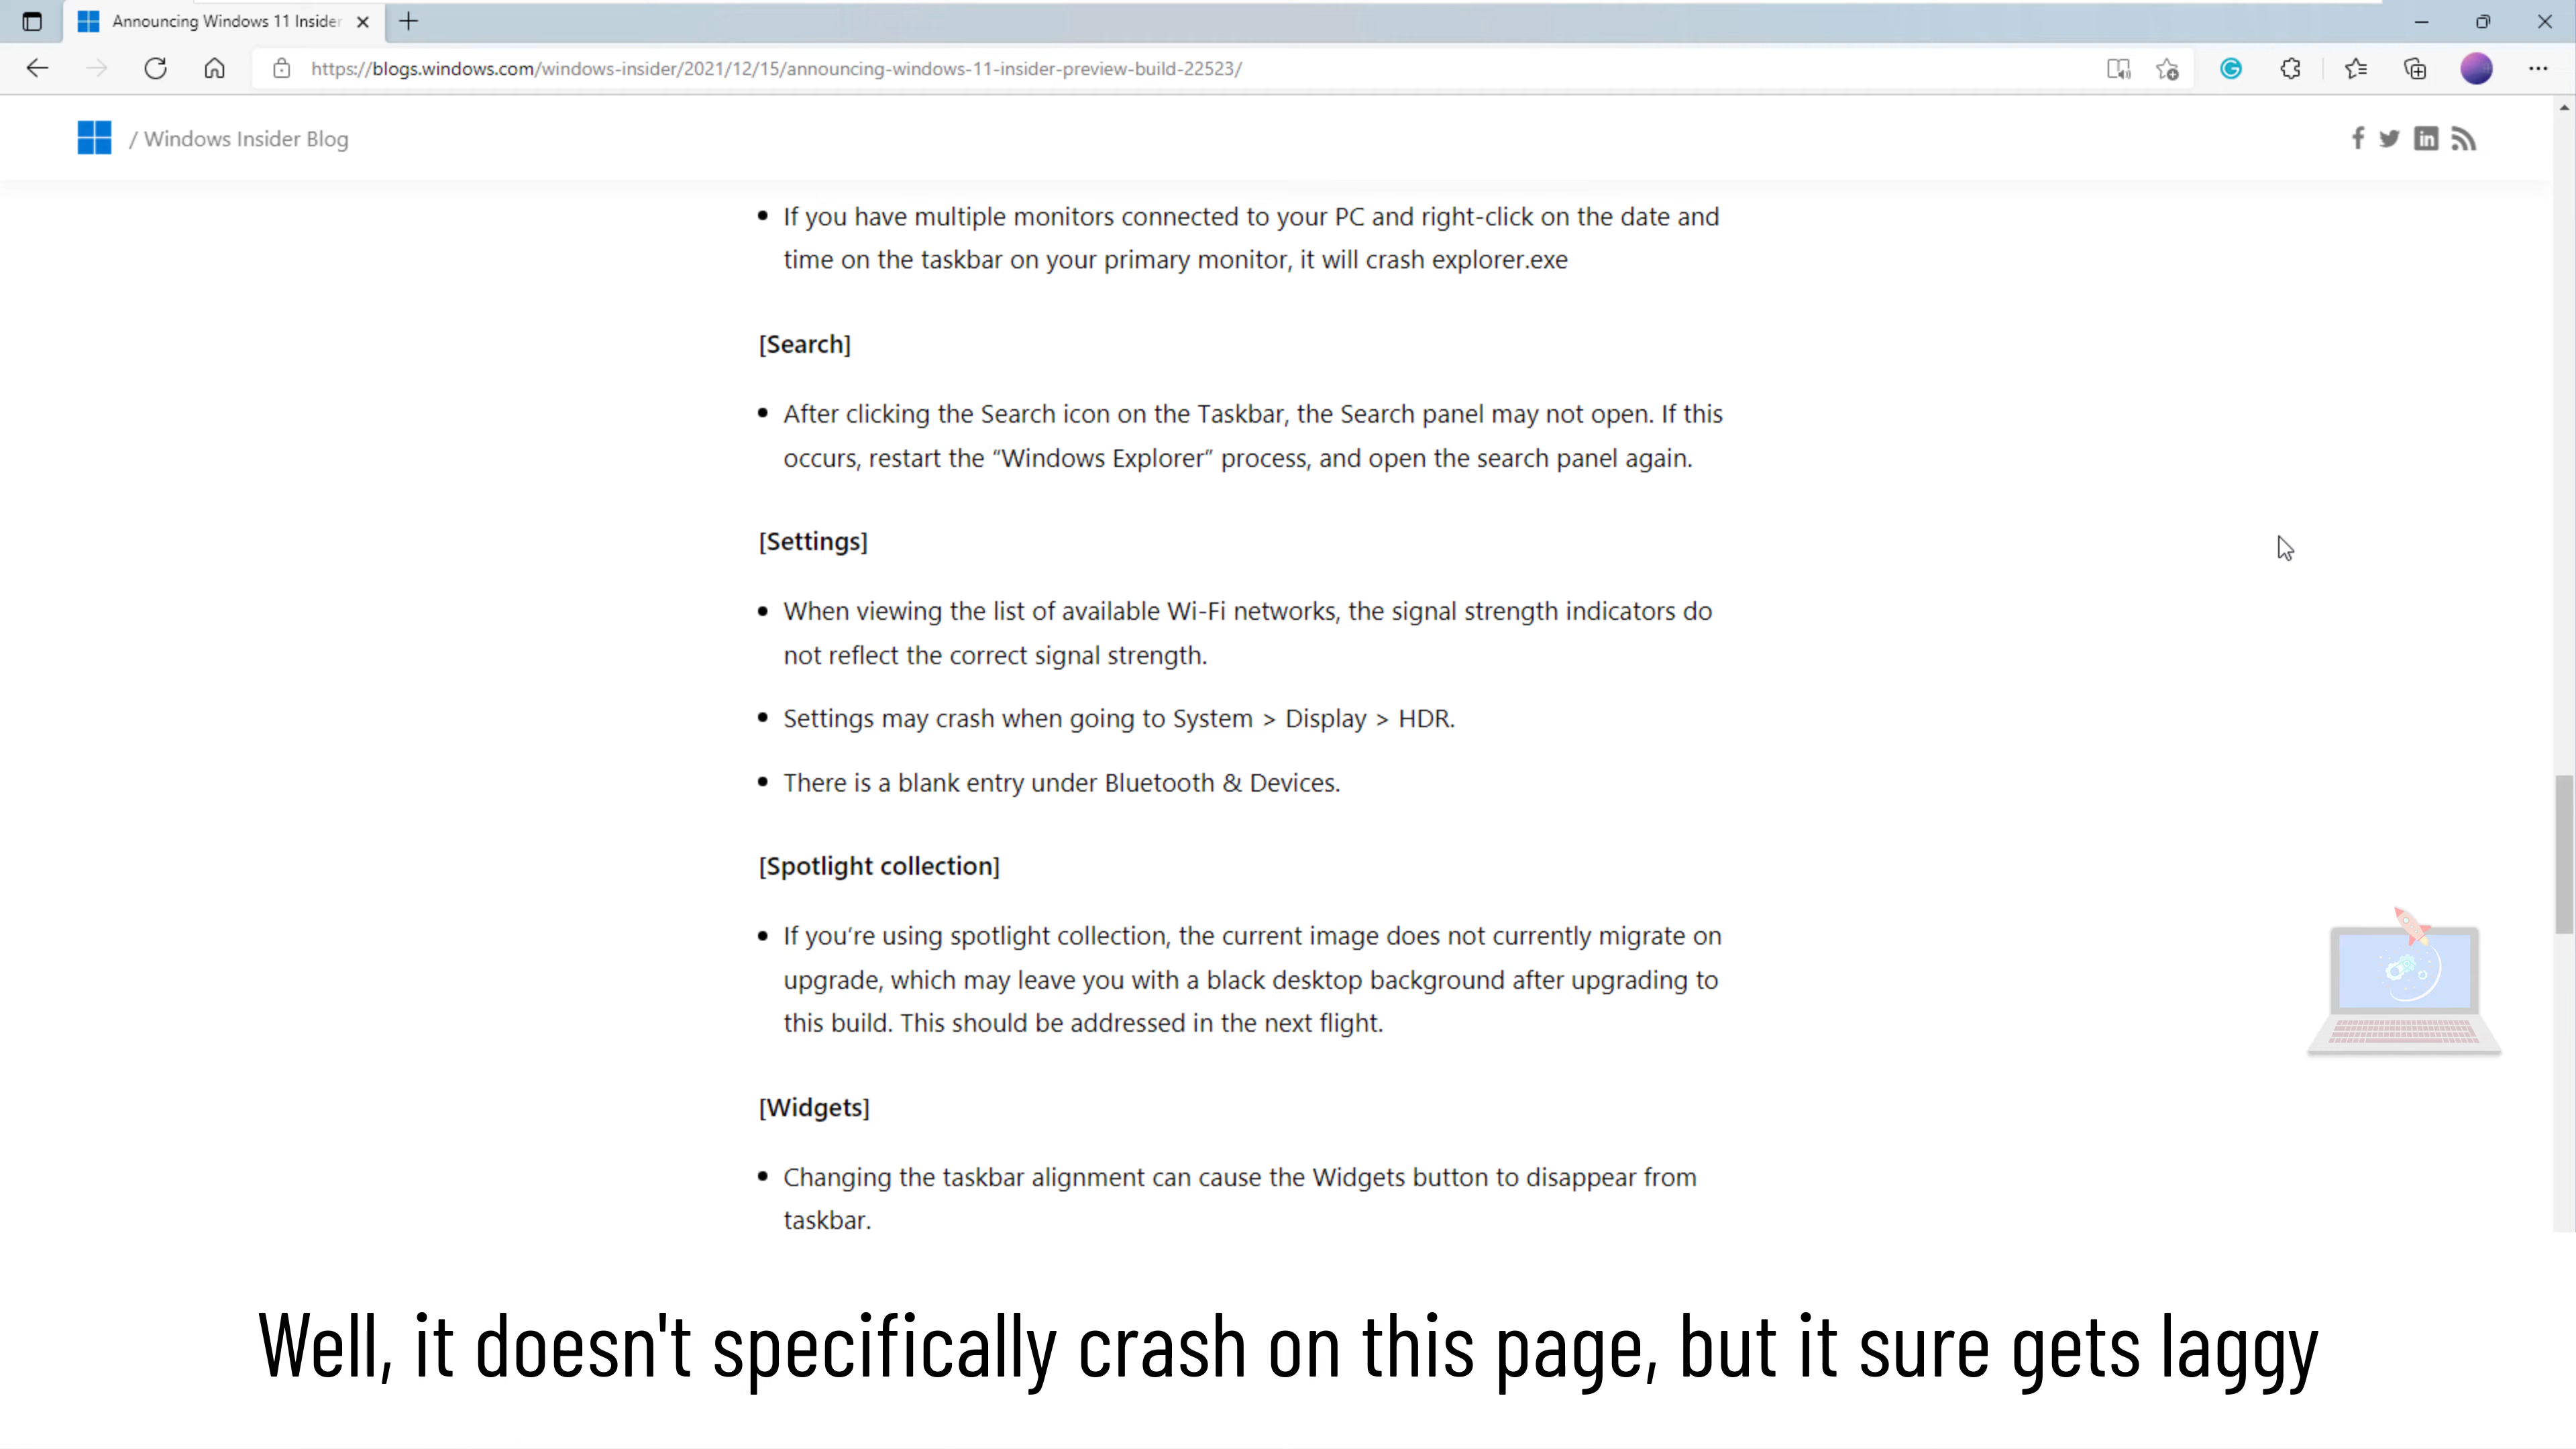 Announcing Windows 11 Insider
https://blogs.windows.com/windows-insider/2021/12/15/announcing-windows-11-insider-preview-build-22523/
/ Windows Insider Blog
• If you have multiple monitors connected to your PC and right-click on the date and
time on the taskbar on your primary monitor, it will crash explorer.exe
[Search]
• After clicking the Search icon on the Taskbar, the Search panel may not open. If this
occurs, restart the “Windows Explorer” process, and open the search panel again.
[Settings]
• When viewing the list of available Wi-Fi networks, the signal strength indicators do
not reflect the correct signal strength.
• Settings may crash when going to System > Display > HDR.
• There is a blank entry under Bluetooth & Devices.
[Spotlight collection]
• If you’re using spotlight collection, the current image does not currently migrate on
upgrade, which may leave you with a black desktop background after upgrading to
this build. This should be addressed in the next flight.
[Widgets]
• Changing the taskbar alignment can cause the Widgets button to disappear from
taskbar.
Well, it doesn't specifically crash on this page, but it sure gets laggy